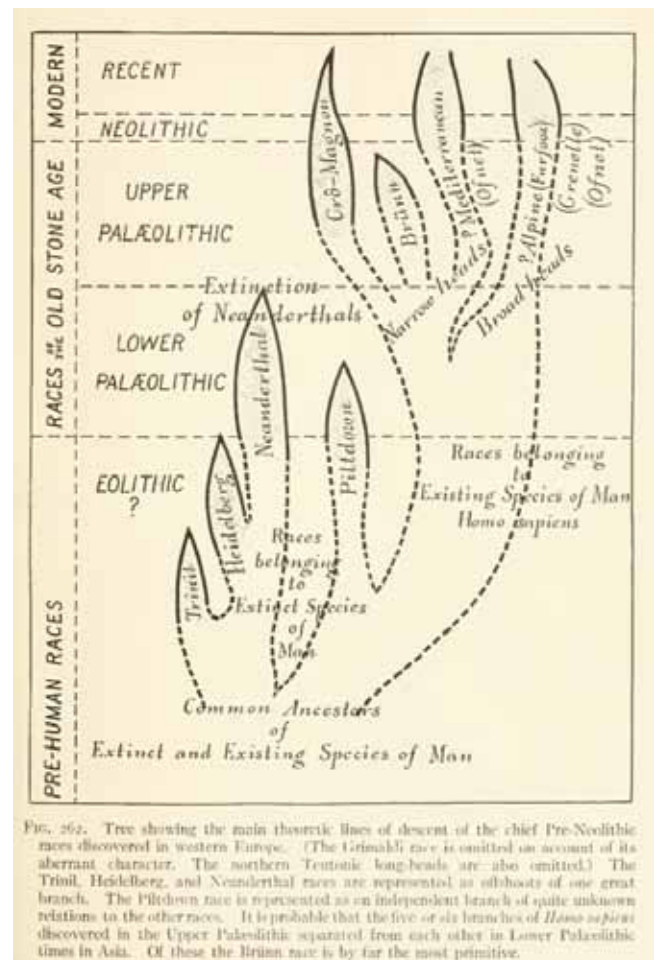 MODERN
RECENT
NEOLITHIC
RACES OF THE OLD STONE AGE
UPPER
PALÆOLITHIC
Extinction
of Neanderthals
LOWER
PALÆOLITHIC
EOLITHIC
?
PRE-HUMAN RACES
Trinil
Heidelberg
Neanderthal
Piltdown
Crô-Magnon
Brünn
? Mediterranean
(Ofnet)
? Alpine (Furfooz)
(Grenelle)
(Ofnet)
Narrow heads
Broad heads
Races
belonging
to
Extinct Species
of
Man
Races belonging
to
Existing Species of Man
Homo sapiens
Common Ancestors
of
Extinct and Existing Species of Man
FIG. 262. Tree showing the main theoretic lines of descent of the chief Pre-Neolithic
races discovered in western Europe. (The Grimaldi race is omitted on account of its
aberrant character. The northern Teutonic long-heads are also omitted.) The
Trinil, Heidelberg, and Neanderthal races are represented as offshoots of one great
branch. The Piltdown race is represented as an independent branch of quite unknown
relations to the other races. It is probable that the five or six branches of Homo sapiens
discovered in the Upper Palæolithic separated from each other in Lower Palæolithic
times in Asia. Of these the Brünn race is by far the most primitive.